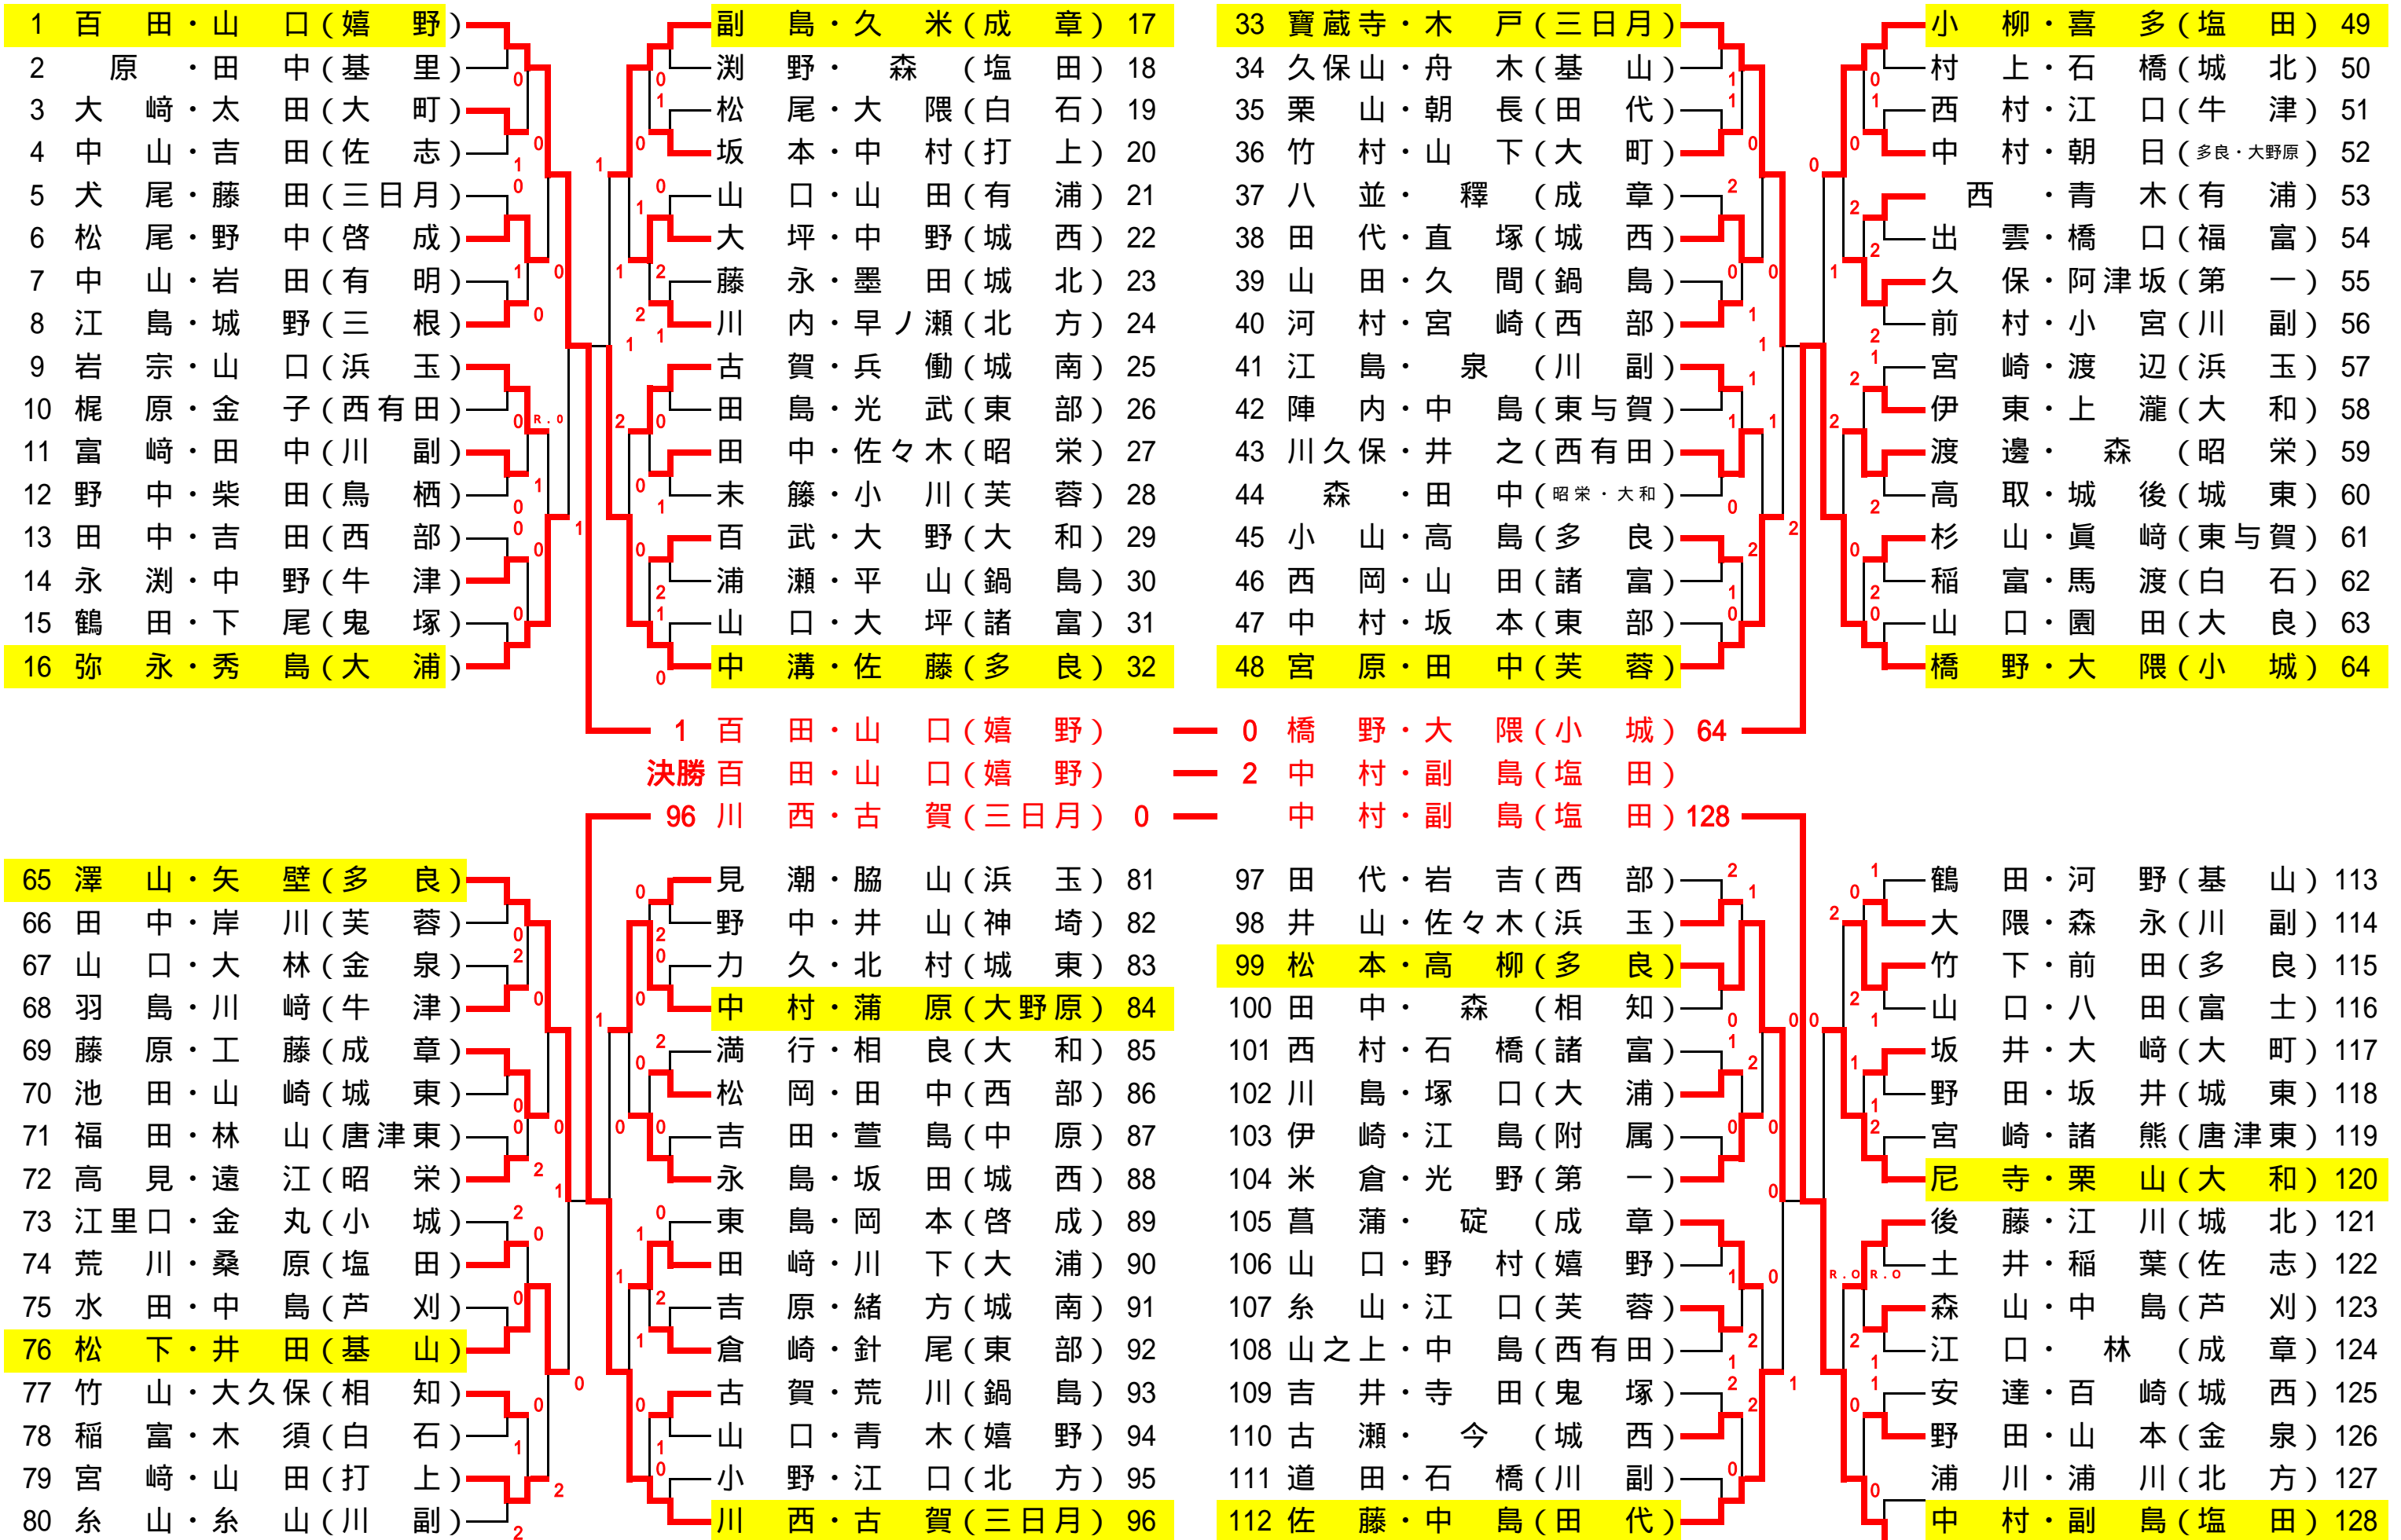 1 百田・山口(嬉野)
2 原・田中(基里)
3 大﨑・太田(大町)
4 中山・吉田(佐志)
5 犬尾・藤田(三日月)
6 松尾・野中(啓成)
7 中山・岩田(有明)
8 江島・城野(三根)
9 岩宗・山口(浜玉)
10 梶原・金子(西有田)
11 富﨑・田中(川副)
12 野中・柴田(鳥栖)
13 田中・吉田(西部)
14 永渕・中野(牛津)
15 鶴田・下尾(鬼塚)
16 弥永・秀島(大浦)
副島・久米(成章) 17
渕野・森(塩田) 18
松尾・大隈(白石) 19
坂本・中村(打上) 20
山口・山田(有浦) 21
大坪・中野(城西) 22
藤永・墨田(城北) 23
川内・早ノ瀬(北方) 24
古賀・兵働(城南) 25
田島・光武(東部) 26
田中・佐々木(昭栄) 27
末籐・小川(芙蓉) 28
百武・大野(大和) 29
浦瀬・平山(鍋島) 30
山口・大坪(諸富) 31
中溝・佐藤(多良) 32
33 寶蔵寺・木戸(三日月)
34 久保山・舟木(基山)
35 栗山・朝長(田代)
36 竹村・山下(大町)
37 八並・釋(成章)
38 田代・直塚(城西)
39 山田・久間(鍋島)
40 河村・宮崎(西部)
41 江島・泉(川副)
42 陣内・中島(東与賀)
43 川久保・井之(西有田)
44 森・田中(昭栄・大和)
45 小山・高島(多良)
46 西岡・山田(諸富)
47 中村・坂本(東部)
48 宮原・田中(芙蓉)
小柳・喜多(塩田) 49
村上・石橋(城北) 50
西村・江口(牛津) 51
中村・朝日(多良・大野原) 52
西・青木(有浦) 53
出雲・橋口(福富) 54
久保・阿津坂(第一) 55
前村・小宮(川副) 56
宮崎・渡辺(浜玉) 57
伊東・上瀧(大和) 58
渡邊・森(昭栄) 59
高取・城後(城東) 60
杉山・眞﨑(東与賀) 61
稲富・馬渡(白石) 62
山口・園田(大良) 63
橋野・大隈(小城) 64
1 百田・山口(嬉野) 0 橋野・大隈(小城) 64
決勝 百田・山口(嬉野) 2 中村・副島(塩田)
96 川西・古賀(三日月) 0 中村・副島(塩田) 128
65 澤山・矢壁(多良)
66 田中・岸川(芙蓉)
67 山口・大林(金泉)
68 羽島・川﨑(牛津)
69 藤原・工藤(成章)
70 池田・山崎(城東)
71 福田・林山(唐津東)
72 高見・遠江(昭栄)
73 江里口・金丸(小城)
74 荒川・桑原(塩田)
75 水田・中島(芦刈)
76 松下・井田(基山)
77 竹山・大久保(相知)
78 稲富・木須(白石)
79 宮﨑・山田(打上)
80 糸山・糸山(川副)
見潮・脇山(浜玉) 81
野中・井山(神埼) 82
力久・北村(城東) 83
中村・蒲原(大野原) 84
満行・相良(大和) 85
松岡・田中(西部) 86
吉田・萱島(中原) 87
永島・坂田(城西) 88
東島・岡本(啓成) 89
田﨑・川下(大浦) 90
吉原・緒方(城南) 91
倉崎・針尾(東部) 92
古賀・荒川(鍋島) 93
山口・青木(嬉野) 94
小野・江口(北方) 95
川西・古賀(三日月) 96
97 田代・岩吉(西部)
98 井山・佐々木(浜玉)
99 松本・高柳(多良)
100 田中・森(相知)
101 西村・石橋(諸富)
102 川島・塚口(大浦)
103 伊崎・江島(附属)
104 米倉・光野(第一)
105 菖蒲・碇(成章)
106 山口・野村(嬉野)
107 糸山・江口(芙蓉)
108 山之上・中島(西有田)
109 吉井・寺田(鬼塚)
110 古瀬・今(城西)
111 道田・石橋(川副)
112 佐藤・中島(田代)
鶴田・河野(基山) 113
大隈・森永(川副) 114
竹下・前田(多良) 115
山口・八田(富士) 116
坂井・大﨑(大町) 117
野田・坂井(城東) 118
宮崎・諸熊(唐津東) 119
尼寺・栗山(大和) 120
後藤・江川(城北) 121
土井・稲葉(佐志) 122
森山・中島(芦刈) 123
江口・林(成章) 124
安達・百崎(城西) 125
野田・山本(金泉) 126
浦川・浦川(北方) 127
中村・副島(塩田) 128